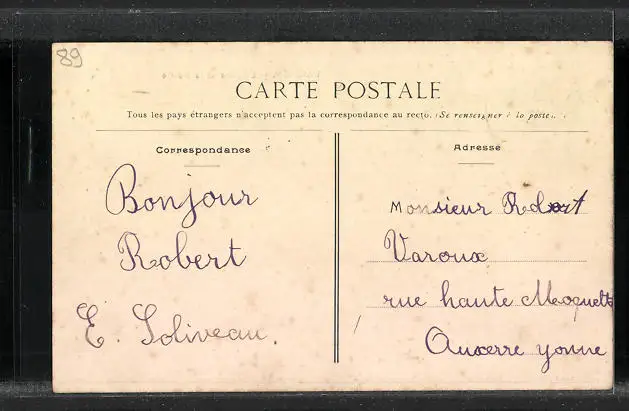 89
CARTE POSTALE
Tous les pays étrangers n'acceptent pas la correspondance au recto. (Se renseigner à la poste).
Correspondance
Bonjour
Robert
E. Soliveau.
Adresse
Monsieur Robert
Varoux
rue haute Moquette
Auxerre yonne